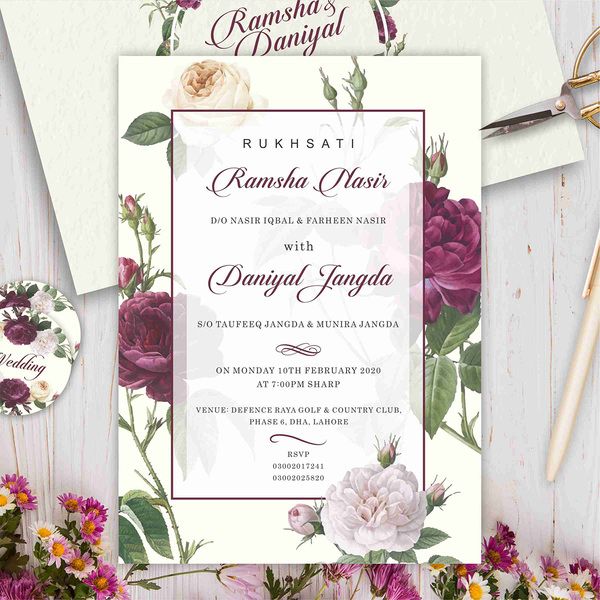 Ramsha &
Daniyal
RUKHSATI
Ramsha Nasir
D/O NASIR IQBAL & FARHEEN NASIR
with
Daniyal Jangda
S/O TAUFEEQ JANGDA & MUNIRA JANGDA
ON MONDAY 10TH FEBRUARY 2020
AT 7:00PM SHARP
VENUE: DEFENCE RAYA GOLF & COUNTRY CLUB,
PHASE 6, DHA, LAHORE
RSVP
03002017241
03002025820
Wedding